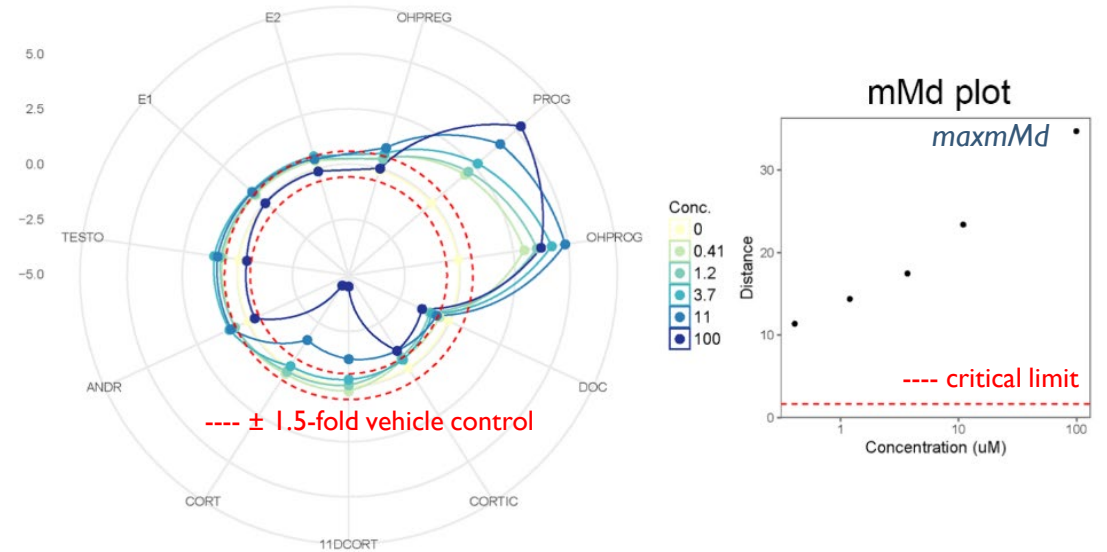 E2
OHPREG
5.0
mMd plot
E1
PROG
2.5
maxmMd
0.0
30
Conc.
0
0.41
1.2
3.7
11
100
TESTO
OHPROG
−2.5
20
Distance
−5.0
10
ANDR
DOC
---- critical limit
---- ± 1.5-fold vehicle control
0
1
10
100
Concentration (uM)
CORT
CORTIC
11DCORT